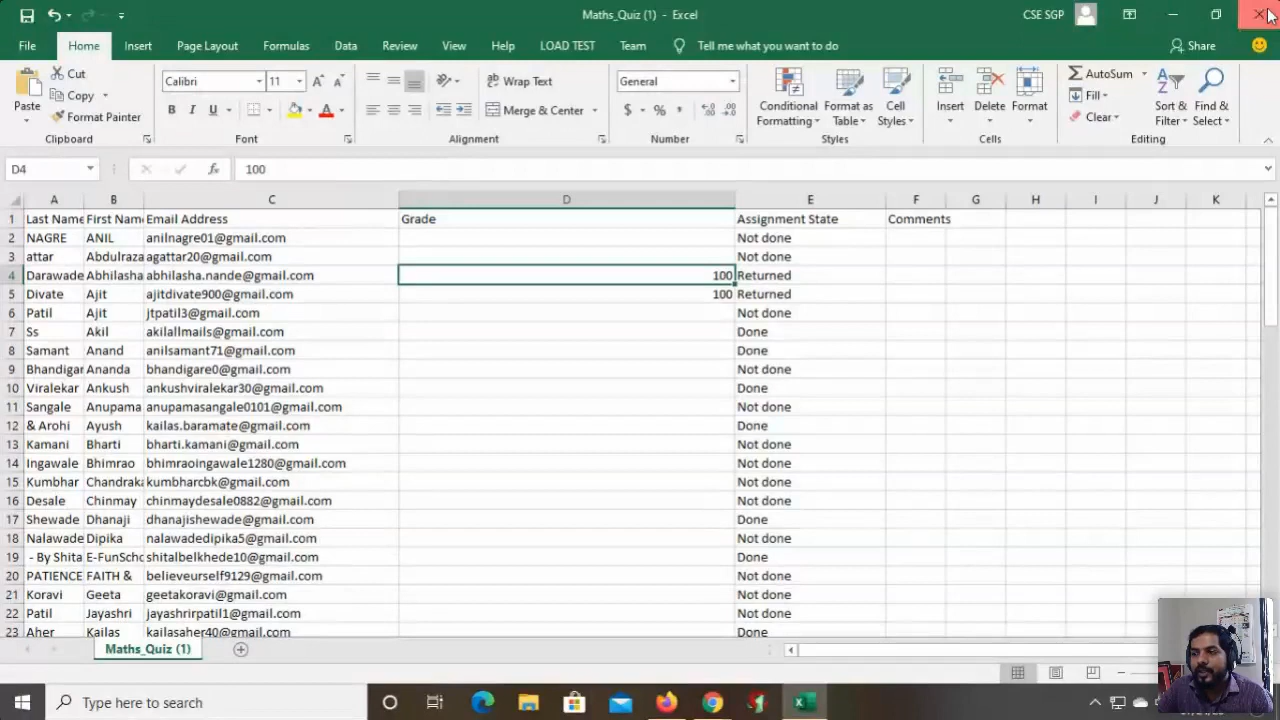 Maths_Quiz (1) - Excel
CSE SGP
File Home Insert Page Layout Formulas Data Review View Help LOAD TEST Team Tell me what you want to do Share
Paste
Cut
Copy
Format Painter
Clipboard
Calibri 11
B I U
Font
Wrap Text
Merge & Center
Alignment
General
$ % ,
Number
Conditional Formatting
Format as Table
Cell Styles
Styles
Insert Delete Format
Cells
AutoSum
Fill
Clear
Sort & Filter
Find & Select
Editing
D4 fx 100
A B C D E F G H I J K
1 Last Name First Nam Email Address Grade Assignment State Comments
2 NAGRE ANIL anilnagre01@gmail.com Not done
3 attar Abdulraza agattar20@gmail.com Not done
4 Darawade Abhilasha abhilasha.nande@gmail.com 100 Returned
5 Divate Ajit ajitdivate900@gmail.com 100 Returned
6 Patil Ajit jtpatil3@gmail.com Not done
7 Ss Akil akilallmails@gmail.com Done
8 Samant Anand anilsamant71@gmail.com Done
9 Bhandigar Ananda bhandigare0@gmail.com Not done
10 Viralekar Ankush ankushviralekar30@gmail.com Done
11 Sangale Anupama anupamasangale0101@gmail.com Not done
12 & Arohi Ayush kailas.baramate@gmail.com Done
13 Kamani Bharti bharti.kamani@gmail.com Not done
14 Ingawale Bhimrao bhimraoingawale1280@gmail.com Not done
15 Kumbhar Chandraka kumbharcbk@gmail.com Not done
16 Desale Chinmay chinmaydesale0882@gmail.com Not done
17 Shewade Dhanaji dhanajishewade@gmail.com Done
18 Nalawade Dipika nalawadedipika5@gmail.com Not done
19 - By Shita E-FunScho shitalbelkhede10@gmail.com Done
20 PATIENCE FAITH & believeurself9129@gmail.com Not done
21 Koravi Geeta geetakoravi@gmail.com Not done
22 Patil Jayashri jayashrirpatil1@gmail.com Not done
23 Aher Kailas kailasaher40@gmail.com Done
Maths_Quiz (1)
Type here to search